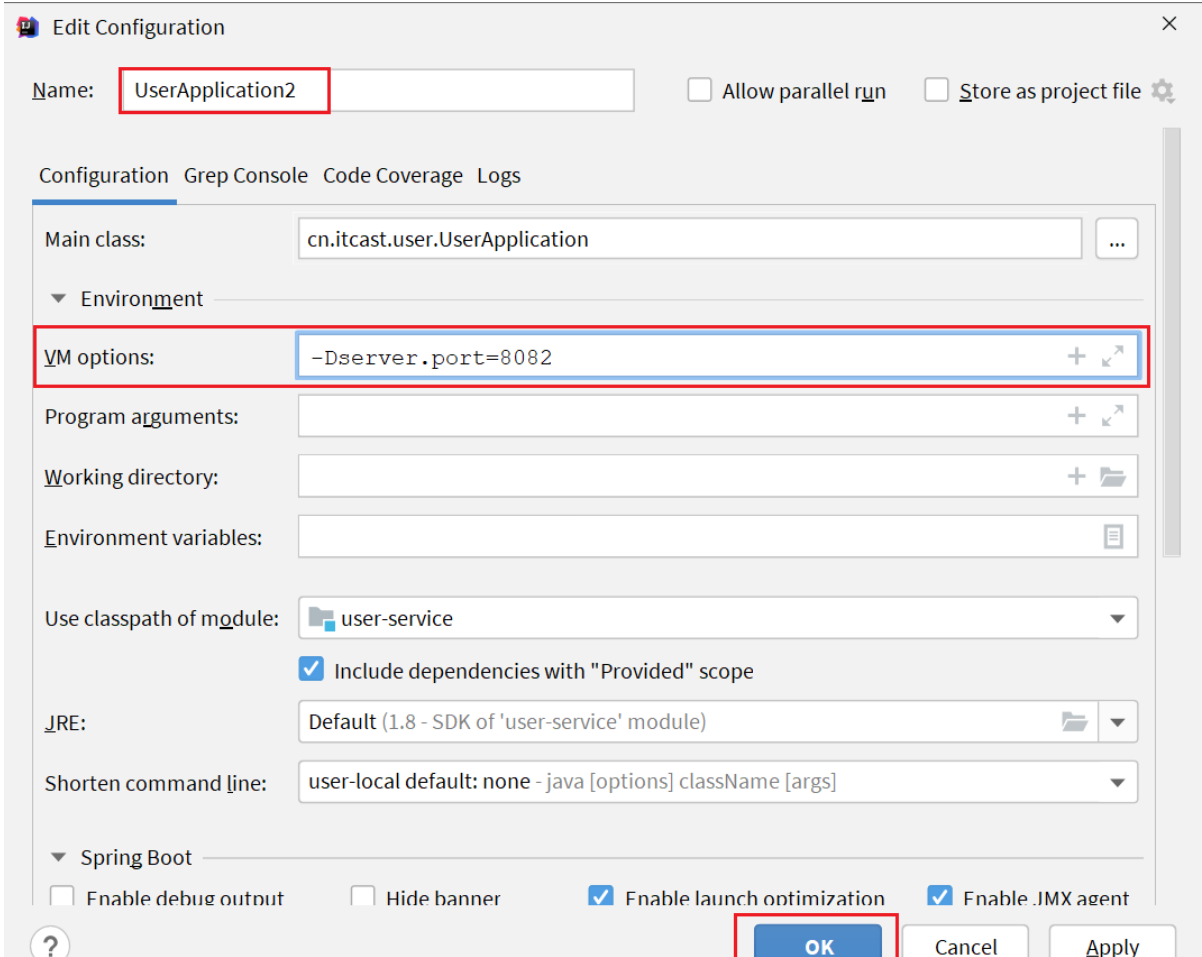 Edit Configuration
Name: UserApplication2 Allow parallel run Store as project file
Configuration Grep Console Code Coverage Logs
Main class: cn.itcast.user.UserApplication ...
Environment
VM options: -Dserver.port=8082
Program arguments:
Working directory:
Environment variables:
Use classpath of module: user-service
Include dependencies with "Provided" scope
JRE: Default (1.8 - SDK of 'user-service' module)
Shorten command line: user-local default: none - java [options] className [args]
Spring Boot
Enable debug output Hide banner Enable launch optimization Enable JMX agent
? OK Cancel Apply